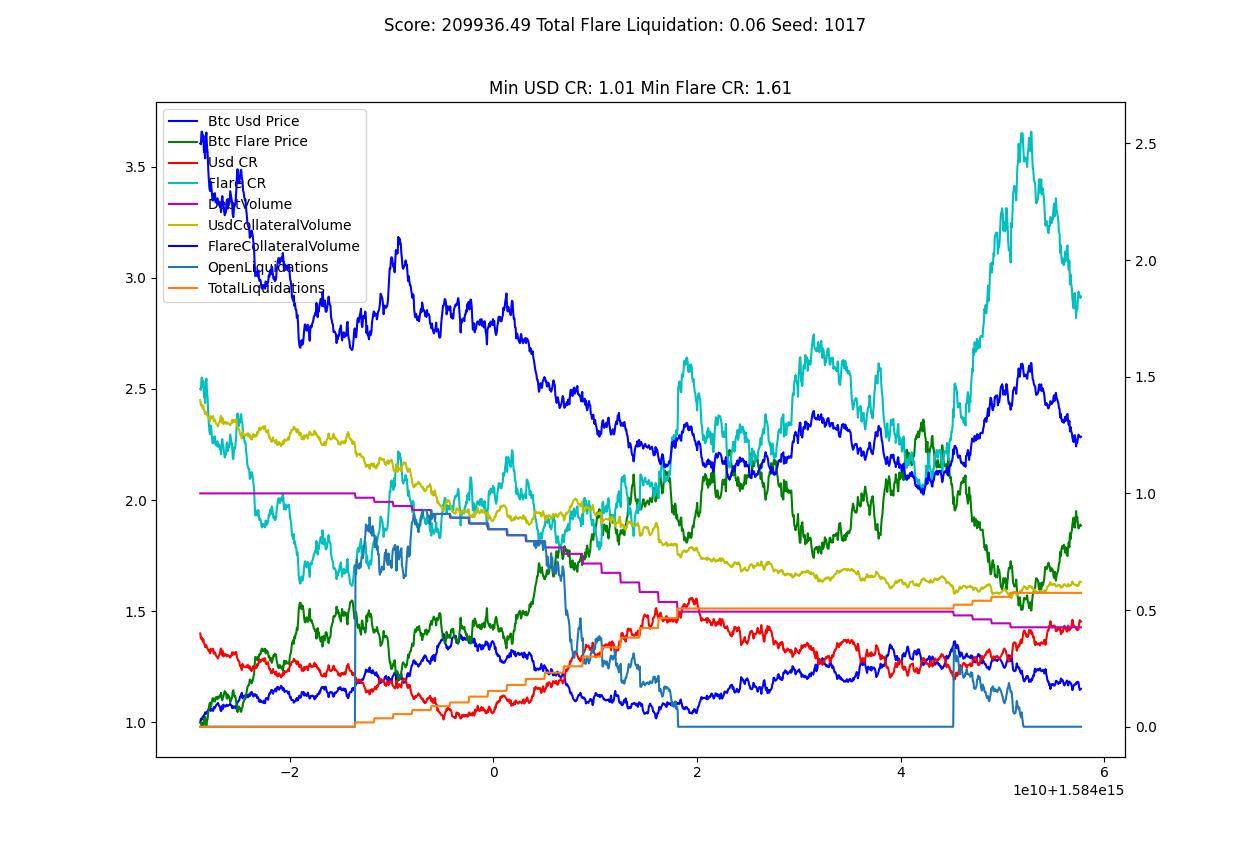 Score: 209936.49 Total Flare Liquidation: 0.06 Seed: 1017
Min USD CR: 1.01 Min Flare CR: 1.61
Btc Usd Price
Btc Flare Price
Usd CR
Flare CR
DebtVolume
UsdCollateralVolume
FlareCollateralVolume
OpenLiquidations
TotalLiquidations
3.5
3.0
2.5
2.0
1.5
1.0
2.5
2.0
1.5
1.0
0.5
0.0
−2
0
2
4
6
1e10+1.584e15